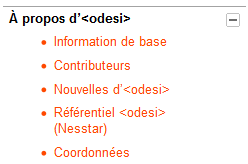 À propos d'<odesi>
Information de base
Contributeurs
Nouvelles d'<odesi>
Référentiel <odesi>
(Nesstar)
Coordonnées